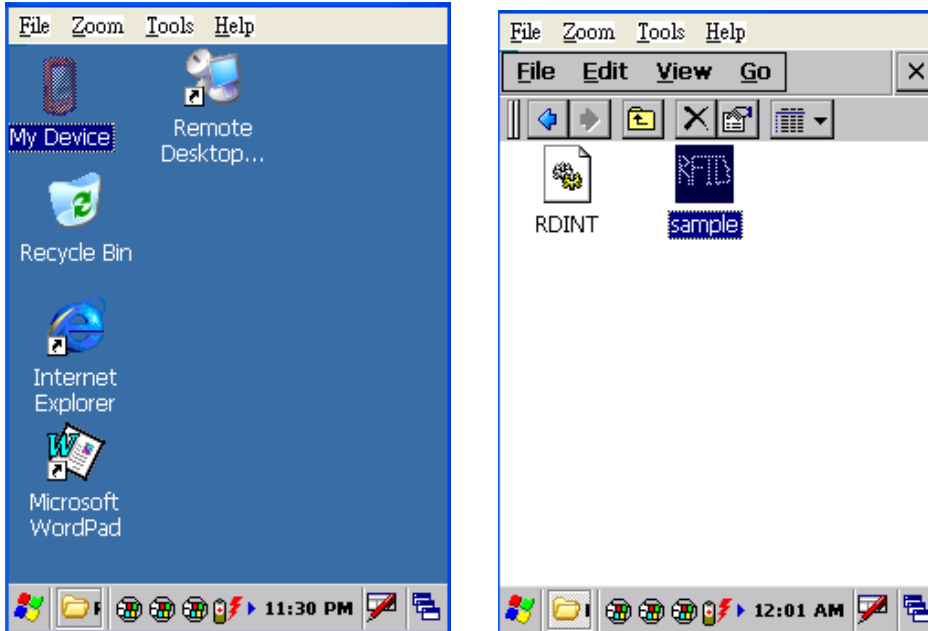 File Zoom Tools Help
My Device
Remote
Desktop...
Recycle Bin
Internet
Explorer
Microsoft
WordPad
11:30 PM
File Zoom Tools Help
File Edit View Go
RDINT
RFID
sample
12:01 AM